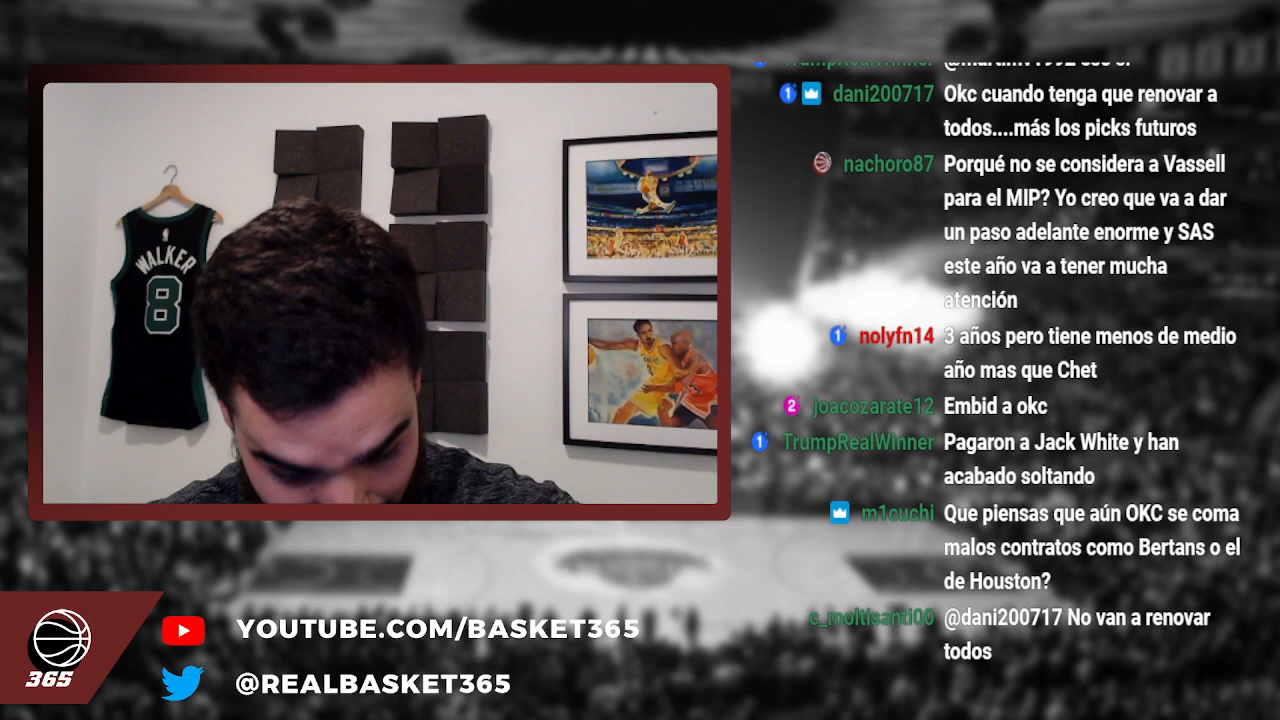 WALKER
8
dani200717 Okc cuando tenga que renovar a
todos....más los picks futuros
nachoro87 Porqué no se considera a Vassell
para el MIP? Yo creo que va a dar
un paso adelante enorme y SAS
este año va a tener mucha
atención
1 nolyfn14 3 años pero tiene menos de medio
año mas que Chet
2 joacozarate12 Embid a okc
1 TrumpRealWinner Pagaron a Jack White y han
acabado soltando
m1cuchi Que piensas que aún OKC se coma
malos contratos como Bertans o el
de Houston?
c_moltisanti00 @dani200717 No van a renovar
todos
365
YOUTUBE.COM/BASKET365
@REALBASKET365